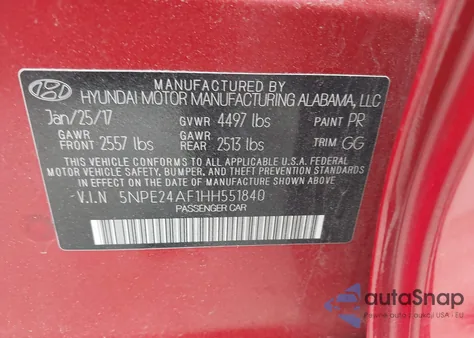 MANUFACTURED BY
HYUNDAI MOTOR MANUFACTURING ALABAMA, LLC
Jan/25/17 GVWR 4497 lbs PAINT PR
GAWR GAWR
FRONT 2557 lbs REAR 2513 lbs TRIM GG
THIS VEHICLE CONFORMS TO ALL APPLICABLE U.S.A. FEDERAL
MOTOR VEHICLE SAFETY, BUMPER, AND THEFT PREVENTION STANDARDS
IN EFFECT ON THE DATE OF MANUFACTURE SHOWN ABOVE.
V.I.N 5NPE24AF1HH551840
PASSENGER CAR
autaSnap